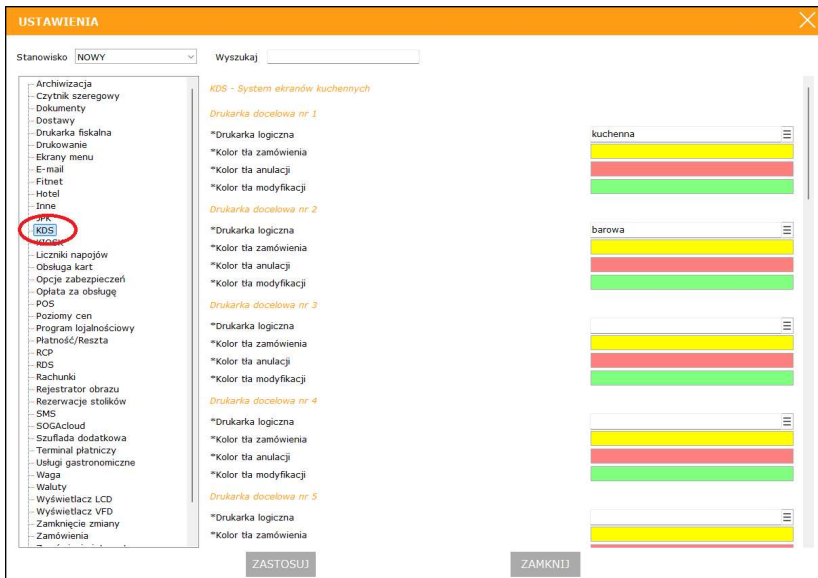 USTAWIENIA
Stanowisko NOWY Wyszukaj
Archiwizacja
Czytnik szeregowy
Dokumenty
Dostawy
Drukarka fiskalna
Drukowanie
Ekrany menu
E-mail
Fitnet
Hotel
Inne
JPK
KDS
KIOSK
Liczniki napojów
Obsługa kart
Opcje zabezpieczeń
Opłata za obsługę
POS
Poziomy cen
Program lojalnościowy
Płatność/Reszta
RCP
RDS
Rachunki
Rejestrator obrazu
Rezerwacje stolików
SMS
SOGAcloud
Szuflada dodatkowa
Terminal płatniczy
Usługi gastronomiczne
Waga
Waluty
Wyświetlacz LCD
Wyświetlacz VFD
Zamknięcie zmiany
Zamówienia
KDS - System ekranów kuchennych
Drukarka docelowa nr 1
*Drukarka logiczna kuchenna
*Kolor tła zamówienia
*Kolor tła anulacji
*Kolor tła modyfikacji
Drukarka docelowa nr 2
*Drukarka logiczna barowa
*Kolor tła zamówienia
*Kolor tła anulacji
*Kolor tła modyfikacji
Drukarka docelowa nr 3
*Drukarka logiczna
*Kolor tła zamówienia
*Kolor tła anulacji
*Kolor tła modyfikacji
Drukarka docelowa nr 4
*Drukarka logiczna
*Kolor tła zamówienia
*Kolor tła anulacji
*Kolor tła modyfikacji
Drukarka docelowa nr 5
*Drukarka logiczna
*Kolor tła zamówienia
ZASTOSUJ ZAMKNIJ